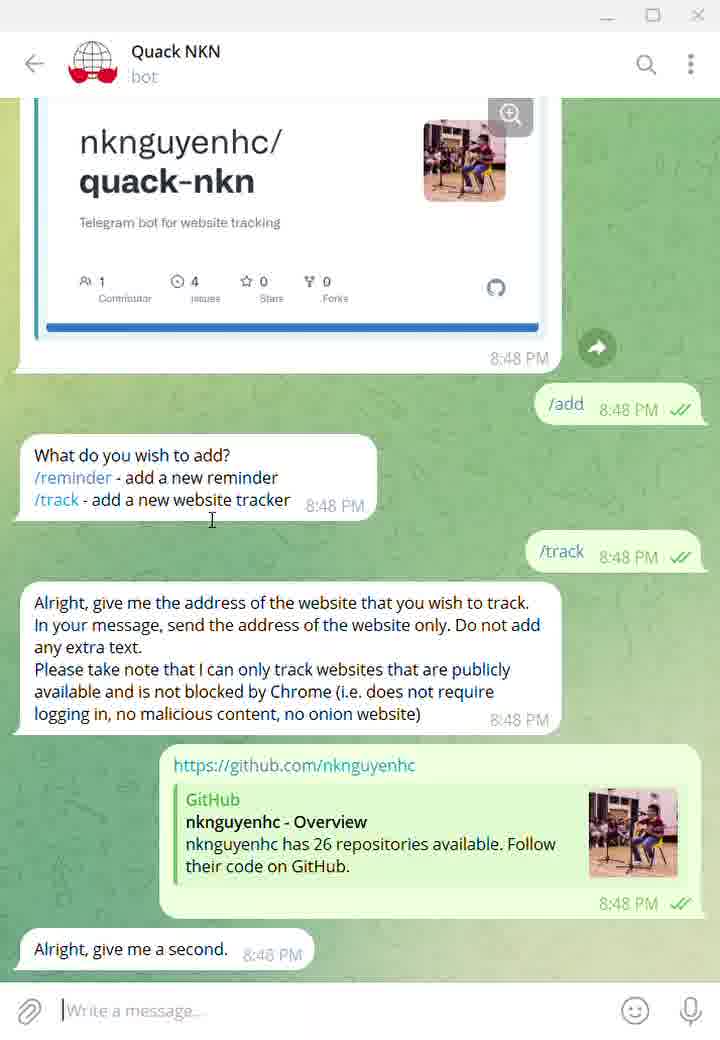 Quack NKN
bot
nknguyenhc/
quack-nkn
Telegram bot for website tracking
1
Contributor
4
Issues
0
Stars
0
Forks
8:48 PM
/add 8:48 PM
What do you wish to add?
/reminder - add a new reminder
/track - add a new website tracker 8:48 PM
/track 8:48 PM
Alright, give me the address of the website that you wish to track.
In your message, send the address of the website only. Do not add
any extra text.
Please take note that I can only track websites that are publicly
available and is not blocked by Chrome (i.e. does not require
logging in, no malicious content, no onion website) 8:48 PM
https://github.com/nknguyenhc
GitHub
nknguyenhc - Overview
nknguyenhc has 26 repositories available. Follow
their code on GitHub.
8:48 PM
Alright, give me a second. 8:48 PM
Write a message...